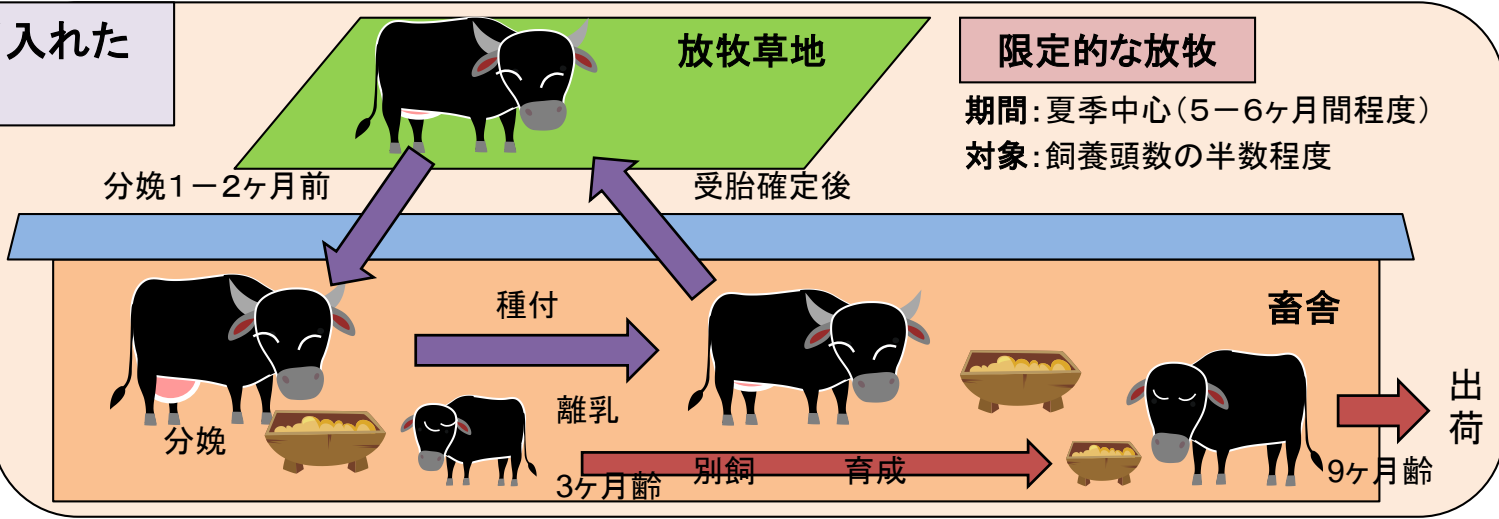 入れた
放牧草地
限定的な放牧
期間:夏季中心(5-6ヶ月間程度)
対象:飼養頭数の半数程度
分娩1-2ヶ月前
受胎確定後
種付
畜舎
分娩
離乳
3ヶ月齢
別飼
育成
出荷
9ヶ月齢